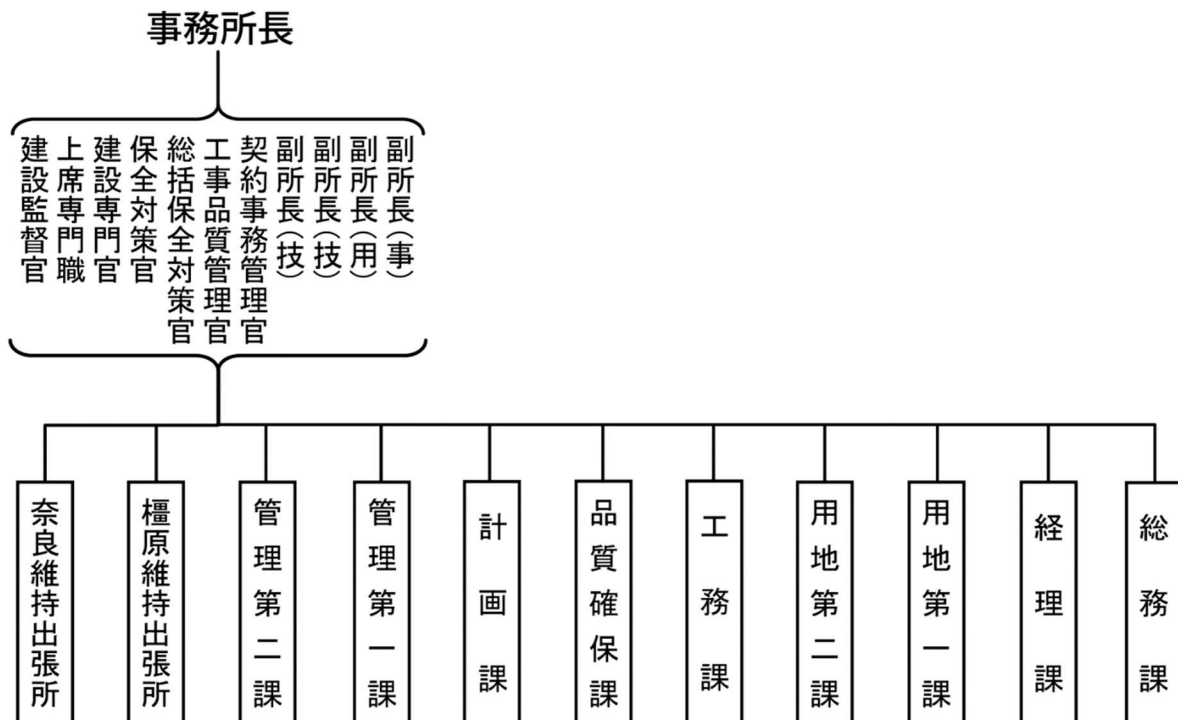 事務所長
副所長（事）
副所長（用）
副所長（技）
副所長（技）
契約事務管理官
工事品質管理官
総括保全対策官
保全対策官
建設専門官
上席専門職
建設監督官
総務課
経理課
用地第一課
用地第二課
工務課
品質確保課
計画課
管理第一課
管理第二課
橿原維持出張所
奈良維持出張所